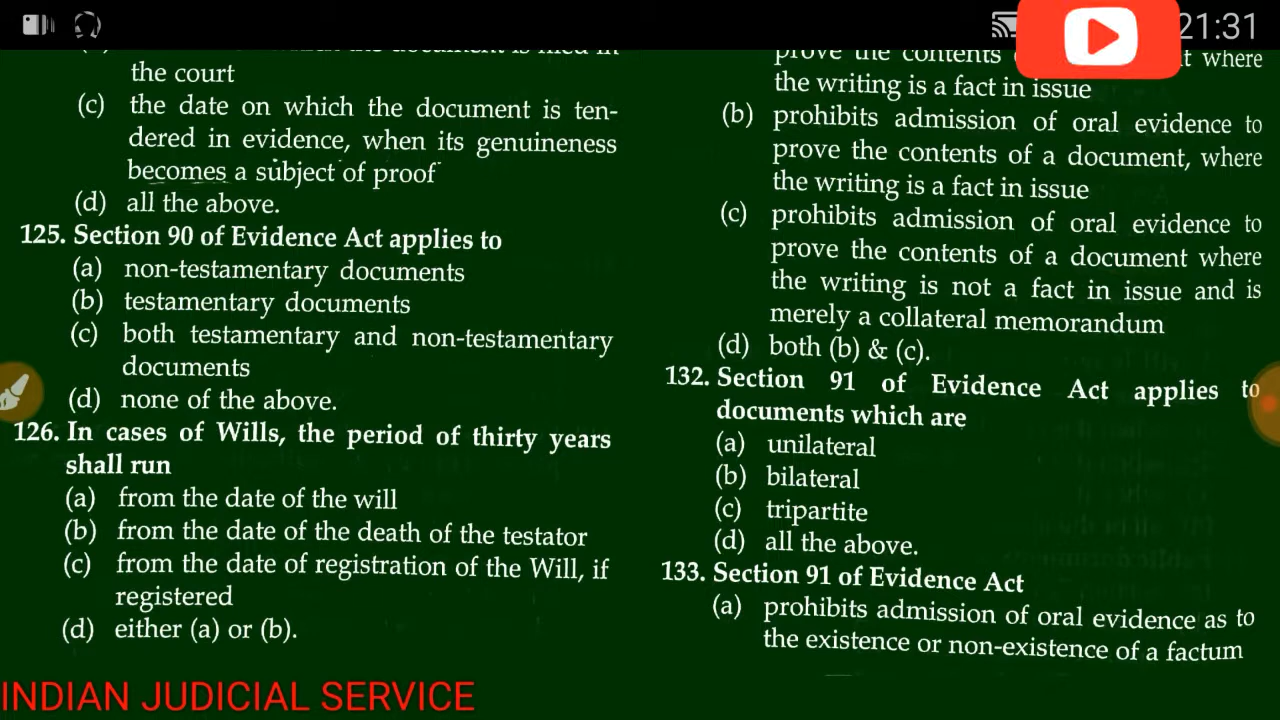 21:31
the court
(c) the date on which the document is ten-
dered in evidence, when its genuineness
becomes a subject of proof
(d) all the above.
125. Section 90 of Evidence Act applies to
(a) non-testamentary documents
(b) testamentary documents
(c) both testamentary and non-testamentary
documents
(d) none of the above.
126. In cases of Wills, the period of thirty years
shall run
(a) from the date of the will
(b) from the date of the death of the testator
(c) from the date of registration of the Will, if
registered
(d) either (a) or (b).
prove the contents where
the writing is a fact in issue
(b) prohibits admission of oral evidence to
prove the contents of a document, where
the writing is a fact in issue
(c) prohibits admission of oral evidence to
prove the contents of a document where
the writing is not a fact in issue and is
merely a collateral memorandum
(d) both (b) & (c).
132. Section 91 of Evidence Act applies to
documents which are
(a) unilateral
(b) bilateral
(c) tripartite
(d) all the above.
133. Section 91 of Evidence Act
(a) prohibits admission of oral evidence as to
the existence or non-existence of a factum
INDIAN JUDICIAL SERVICE